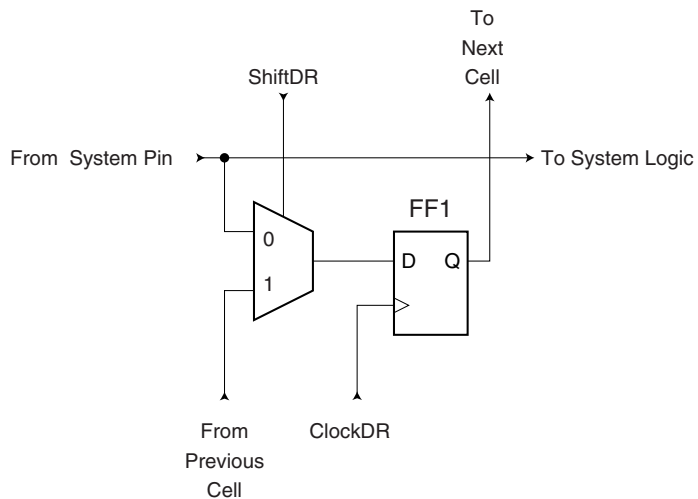 To
Next
Cell
ShiftDR
From System Pin
To System Logic
FF1
0
D Q
1
From
Previous
Cell
ClockDR